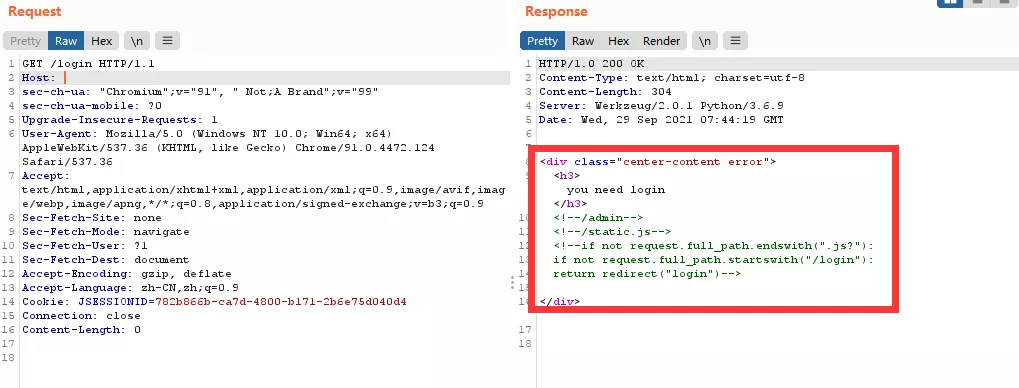 Request
Pretty Raw Hex \n
1 GET /login HTTP/1.1
2 Host:
3 sec-ch-ua: "Chromium";v="91", " Not;A Brand";v="99"
4 sec-ch-ua-mobile: ?0
5 Upgrade-Insecure-Requests: 1
6 User-Agent: Mozilla/5.0 (Windows NT 10.0; Win64; x64)
AppleWebKit/537.36 (KHTML, like Gecko) Chrome/91.0.4472.124
Safari/537.36
7 Accept:
text/html,application/xhtml+xml,application/xml;q=0.9,image/avif,imag
e/webp,image/apng,*/*;q=0.8,application/signed-exchange;v=b3;q=0.9
8 Sec-Fetch-Site: none
9 Sec-Fetch-Mode: navigate
10 Sec-Fetch-User: ?1
11 Sec-Fetch-Dest: document
12 Accept-Encoding: gzip, deflate
13 Accept-Language: zh-CN,zh;q=0.9
14 Cookie: JSESSIONID=782b866b-ca7d-4800-b171-2b6e75d040d4
15 Connection: close
16 Content-Length: 0
17
18
Response
Pretty Raw Hex Render \n
1 HTTP/1.0 200 OK
2 Content-Type: text/html; charset=utf-8
3 Content-Length: 304
4 Server: Werkzeug/2.0.1 Python/3.6.9
5 Date: Wed, 29 Sep 2021 07:44:19 GMT
7
8 <div class="center-content error">
9 <h3>
you need login
</h3>
10 <!--/admin-->
11 <!--/static.js-->
12 <!--if not request.full_path.endswith(".js?"):
13 if not request.full_path.startswith("/login"):
14 return redirect("login")-->
15
16 </div>
17
18